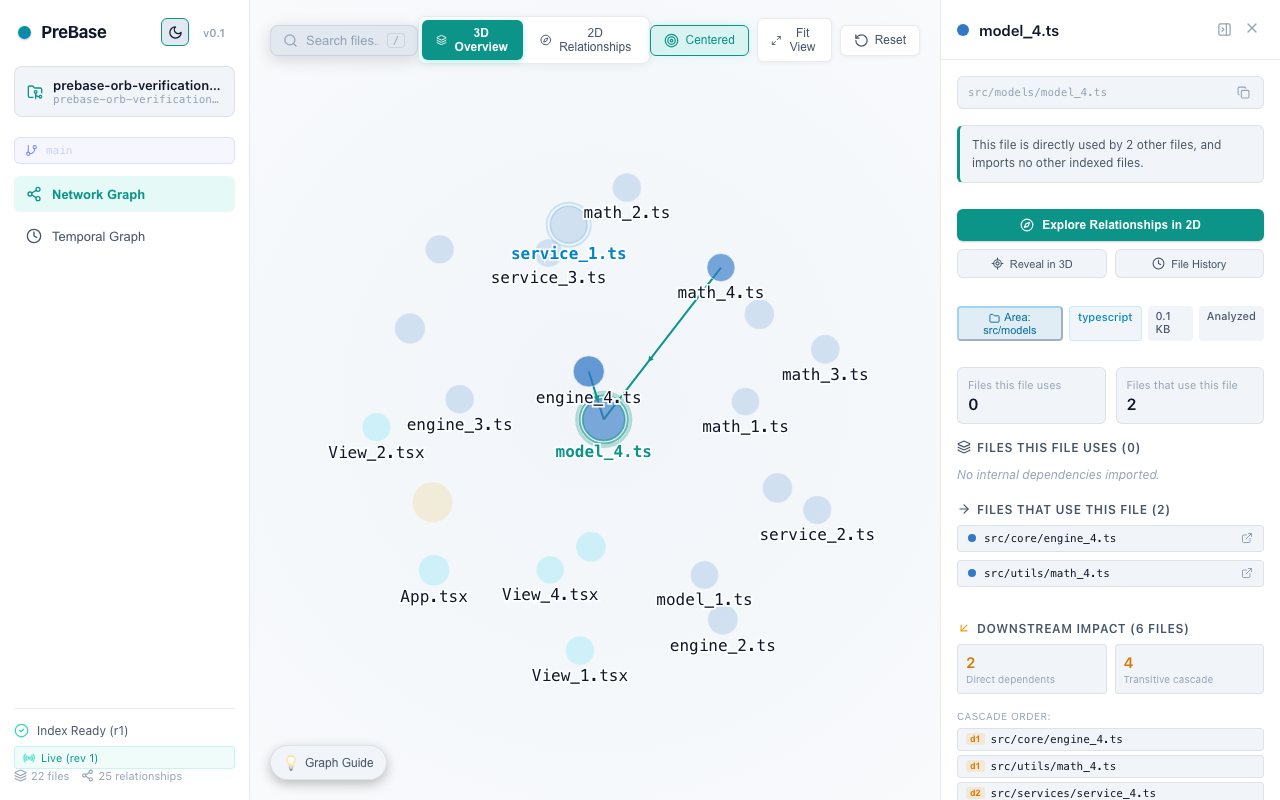 PreBase
v0.1
prebase-orb-verification...
prebase-orb-verification…
main
Network Graph
Temporal Graph
Index Ready (r1)
Live (rev 1)
22 files
25 relationships
Search files.
/
3D
Overview
2D
Relationships
Centered
Fit
View
Reset
math_2.ts
service_1.ts
service_3.ts
math_4.ts
math_3.ts
engine_4.ts
engine_3.ts
math_1.ts
View_2.tsx
model_4.ts
service_2.ts
App.tsx
View_4.tsx
model_1.ts
engine_2.ts
View_1.tsx
Graph Guide
model_4.ts
src/models/model_4.ts
This file is directly used by 2 other files, and
imports no other indexed files.
Explore Relationships in 2D
Reveal in 3D
File History
Area:
src/models
typescript
0.1
KB
Analyzed
Files this file uses
0
Files that use this file
2
FILES THIS FILE USES (0)
No internal dependencies imported.
FILES THAT USE THIS FILE (2)
src/core/engine_4.ts
src/utils/math_4.ts
DOWNSTREAM IMPACT (6 FILES)
2
Direct dependents
4
Transitive cascade
CASCADE ORDER:
d1 src/core/engine_4.ts
d1 src/utils/math_4.ts
d2 src/services/service_4.ts